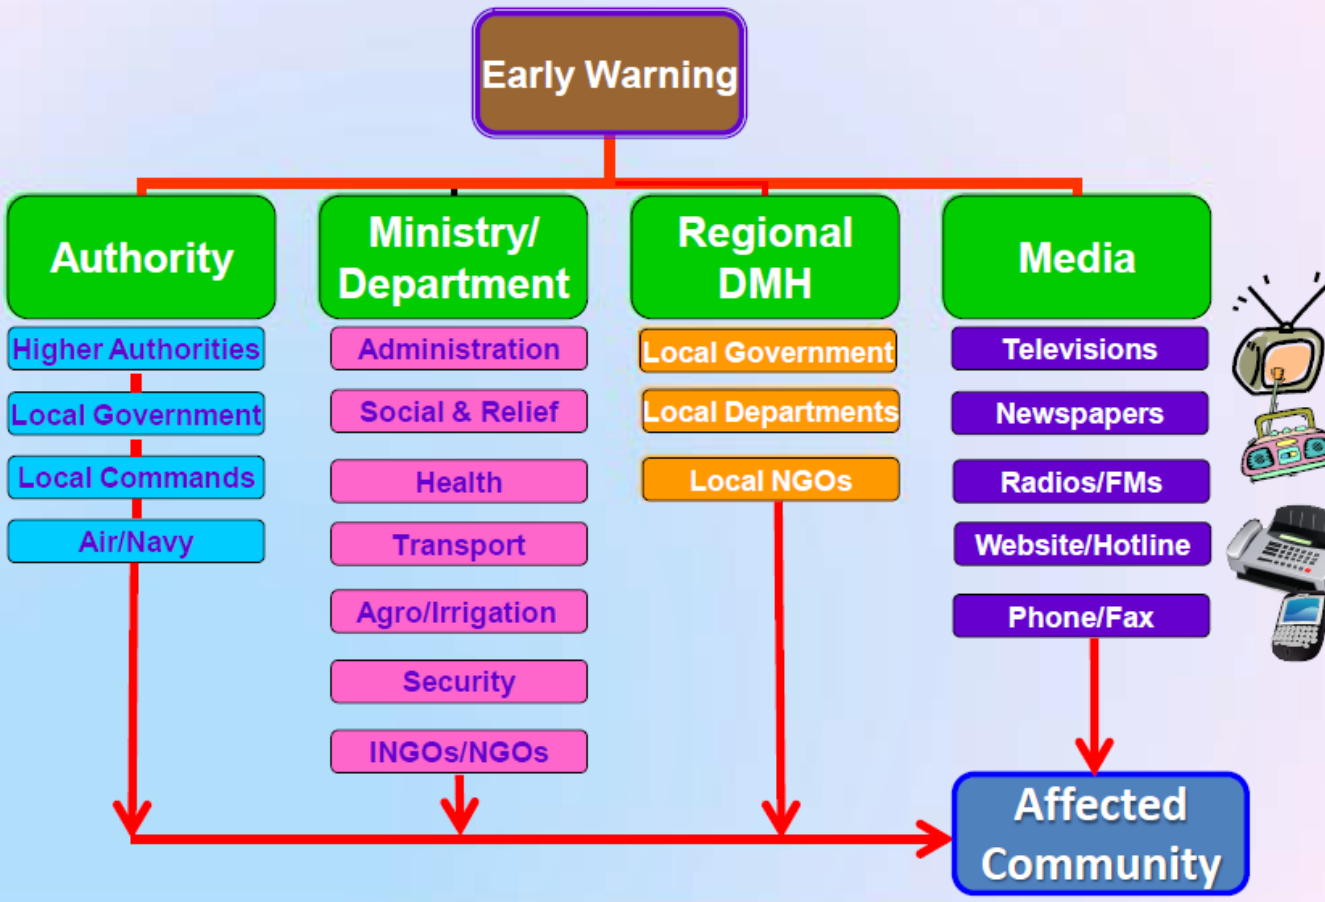 Early Warning
Authority
Higher Authorities
Local Government
Local Commands
Air/Navy
Ministry/
Department
Administration
Social & Relief
Health
Transport
Agro/Irrigation
Security
INGOs/NGOs
Regional
DMH
Local Government
Local Departments
Local NGOs
Media
Televisions
Newspapers
Radios/FMs
Website/Hotline
Phone/Fax
Affected
Community